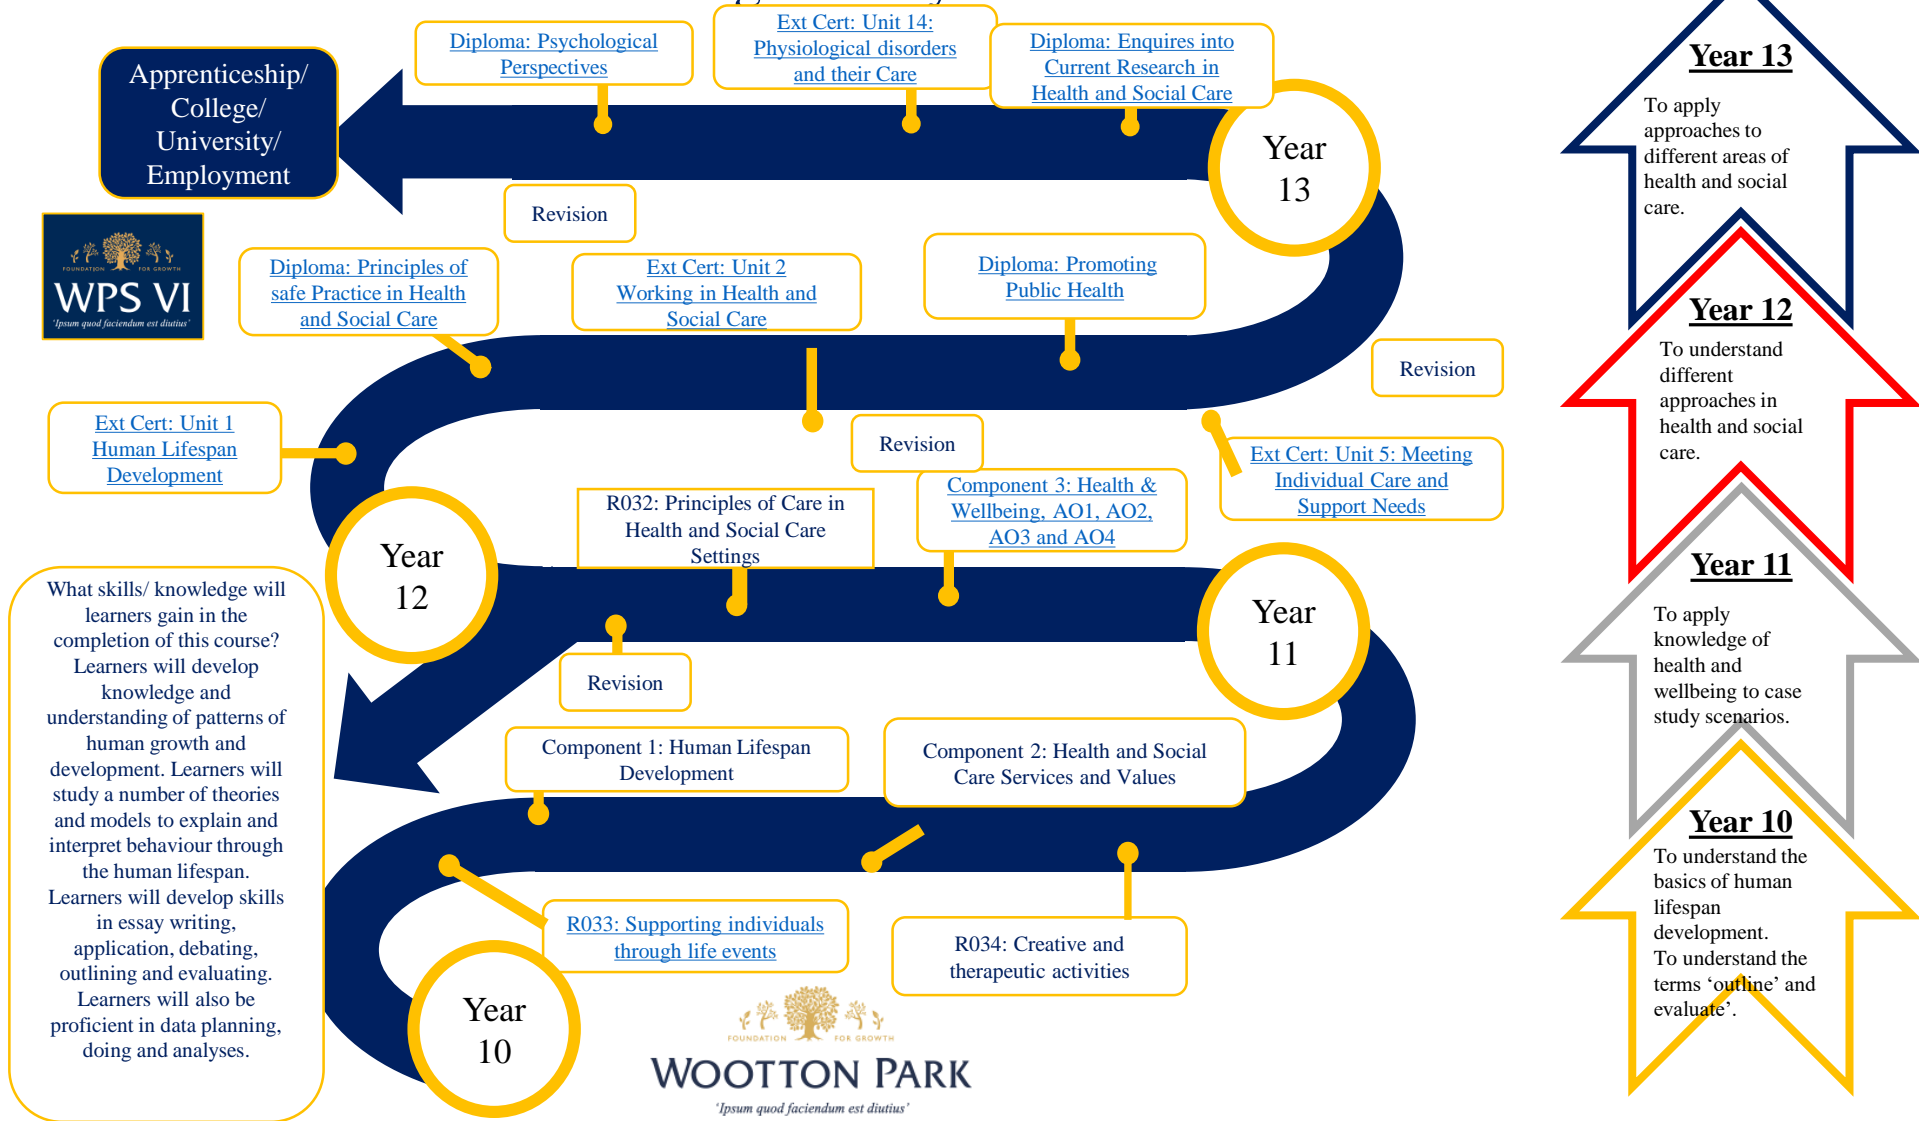 Diploma: Psychological
Perspectives
Ext Cert: Unit 14:
Physiological disorders
and their Care
Diploma: Enquires into
Current Research in
Health and Social Care
Apprenticeship/
College/
University/
Employment
Year
13
Revision
FOUNDATION FOR GROWTH
WPS VI
'Ipsum quod faciendum est diutius'
Diploma: Principles of
safe Practice in Health
and Social Care
Ext Cert: Unit 2
Working in Health and
Social Care
Diploma: Promoting
Public Health
Revision
Ext Cert: Unit 1
Human Lifespan
Development
Revision
Ext Cert: Unit 5: Meeting
Individual Care and
Support Needs
R032: Principles of Care in
Health and Social Care
Settings
Component 3: Health &
Wellbeing, AO1, AO2,
AO3 and AO4
Year
12
Year
11
Revision
What skills/ knowledge will
learners gain in the
completion of this course?
Learners will develop
knowledge and
understanding of patterns of
human growth and
development. Learners will
study a number of theories
and models to explain and
interpret behaviour through
the human lifespan.
Learners will develop skills
in essay writing,
application, debating,
outlining and evaluating.
Learners will also be
proficient in data planning,
doing and analyses.
Component 1: Human Lifespan
Development
Component 2: Health and Social
Care Services and Values
R033: Supporting individuals
through life events
R034: Creative and
therapeutic activities
Year
10
FOUNDATION FOR GROWTH
WOOTTON PARK
'Ipsum quod faciendum est diutius'
Year 13
To apply
approaches to
different areas of
health and social
care.
Year 12
To understand
different
approaches in
health and social
care.
Year 11
To apply
knowledge of
health and
wellbeing to case
study scenarios.
Year 10
To understand the
basics of human
lifespan
development.
To understand the
terms ‘outline’ and
evaluate’.